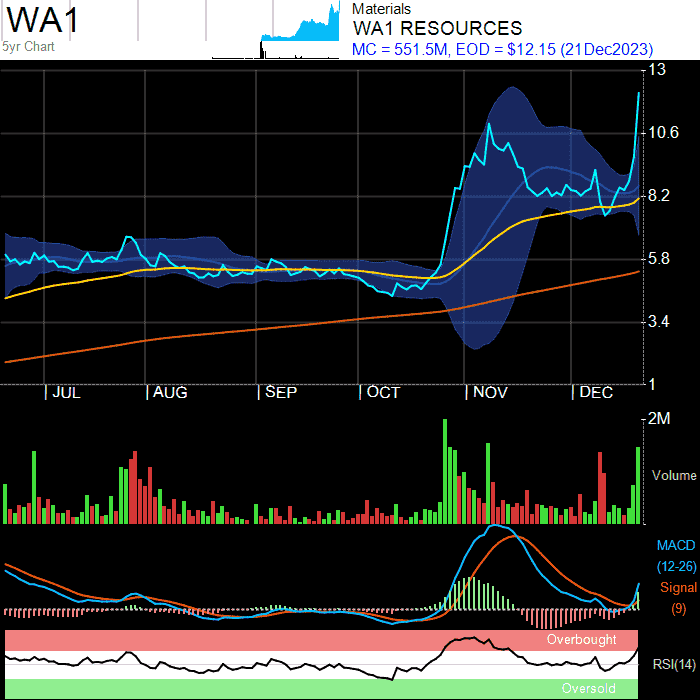 WA1
5yr Chart
Materials
WA1 RESOURCES
MC = 551.5M, EOD = $12.15 (21Dec2023)
13
10.6
8.2
5.8
3.4
1
JUL AUG SEP OCT NOV DEC
2M
Volume
MACD
(12-26)
Signal
(9)
Overbought
RSI(14)
Oversold